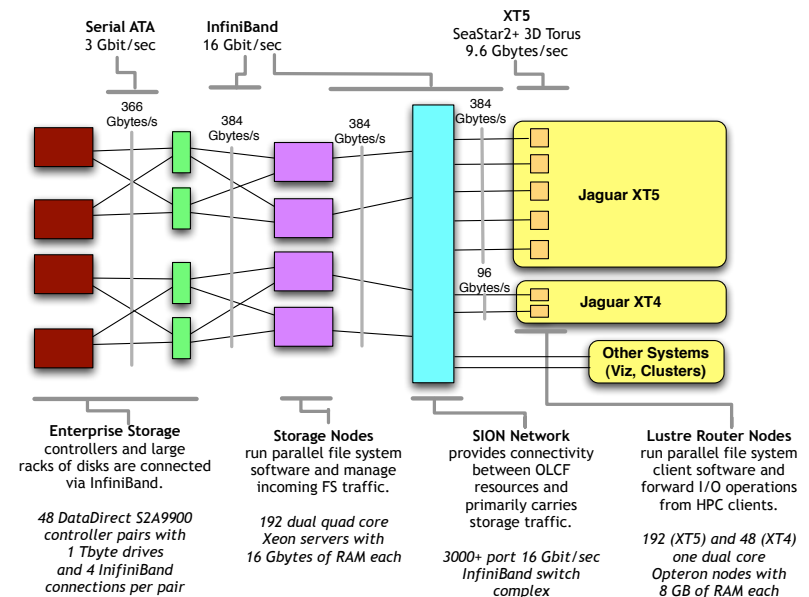 Serial ATA
3 Gbit/sec
InfiniBand
16 Gbit/sec
XT5
SeaStar2+ 3D Torus
9.6 Gbytes/sec
366
Gbytes/s
384
Gbytes/s
384
Gbytes/s
384
Gbytes/s
Jaguar XT5
96
Gbytes/s
Jaguar XT4
Other Systems
(Viz, Clusters)
Enterprise Storage
controllers and large
racks of disks are connected
via InfiniBand.
48 DataDirect S2A9900
controller pairs with
1 Tbyte drives
and 4 InifiniBand
connections per pair
Storage Nodes
run parallel file system
software and manage
incoming FS traffic.
192 dual quad core
Xeon servers with
16 Gbytes of RAM each
SION Network
provides connectivity
between OLCF
resources and
primarily carries
storage traffic.
3000+ port 16 Gbit/sec
InfiniBand switch
complex
Lustre Router Nodes
run parallel file system
client software and
forward I/O operations
from HPC clients.
192 (XT5) and 48 (XT4)
one dual core
Opteron nodes with
8 GB of RAM each